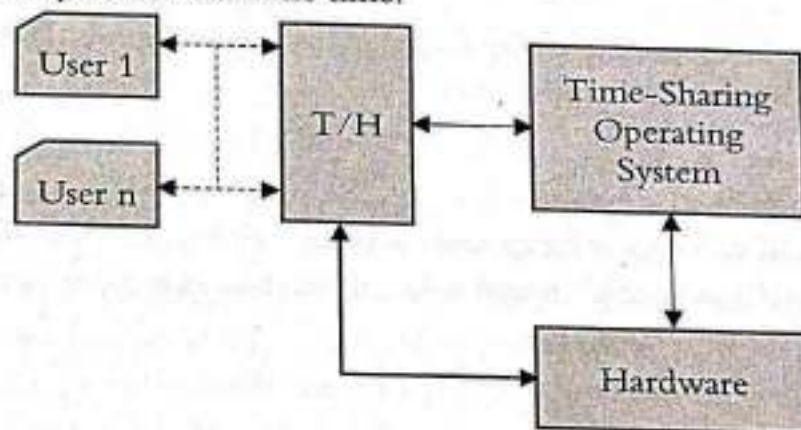 User 1
User n
T/H
Time-Sharing
Operating
System
Hardware